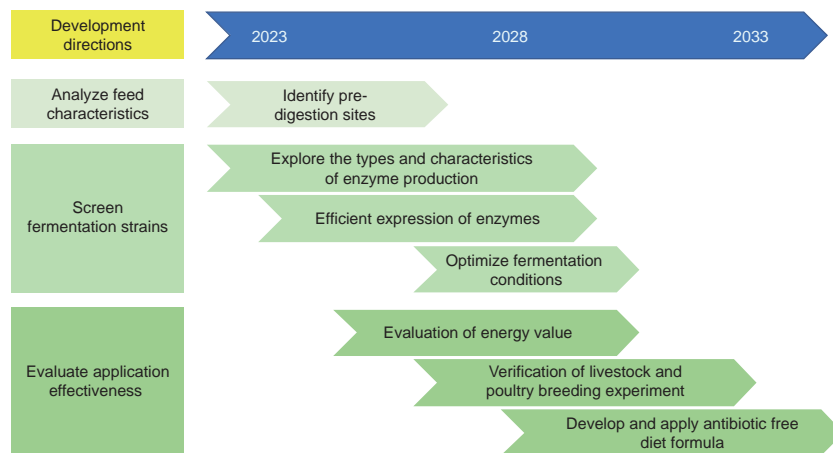 Development
directions
2023
2028
2033
Analyze feed
characteristics
Identify pre-
digestion sites
Screen
fermentation strains
Explore the types and characteristics
of enzyme production
Efficient expression of enzymes
Optimize fermentation
conditions
Evaluate application
effectiveness
Evaluation of energy value
Verification of livestock and
poultry breeding experiment
Develop and apply antibiotic free
diet formula